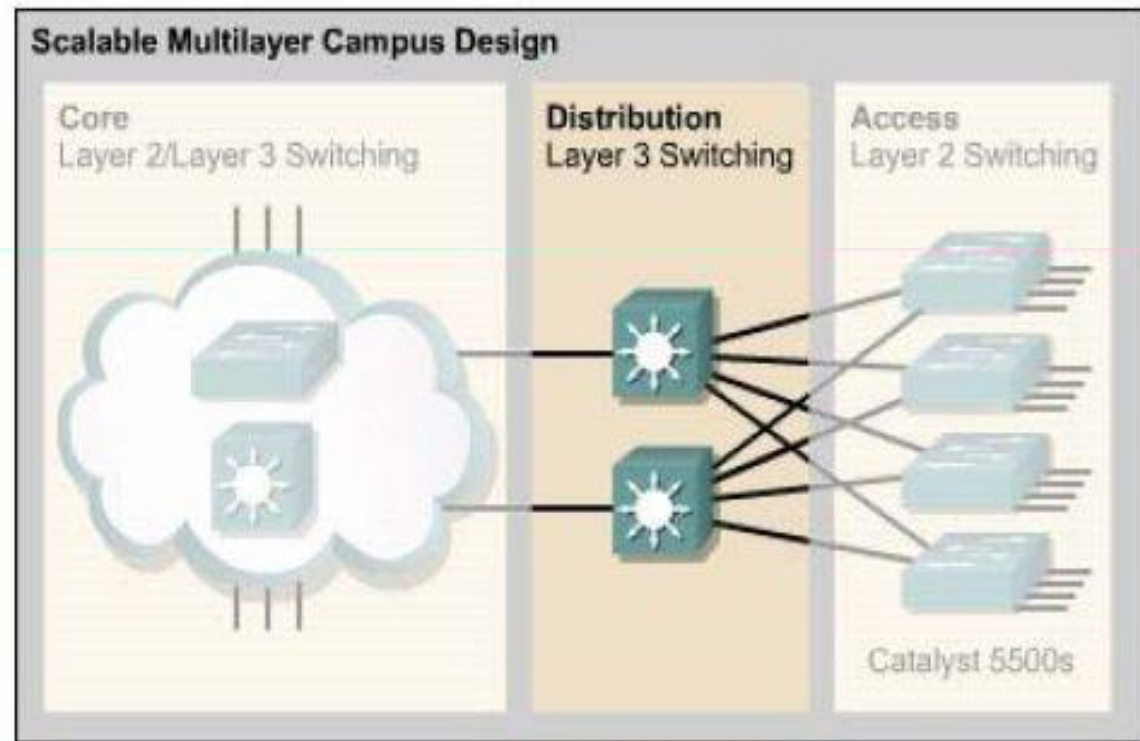 Scalable Multilayer Campus Design
Core
Layer 2/Layer 3 Switching
Distribution
Layer 3 Switching
Access
Layer 2 Switching
Catalyst 5500s